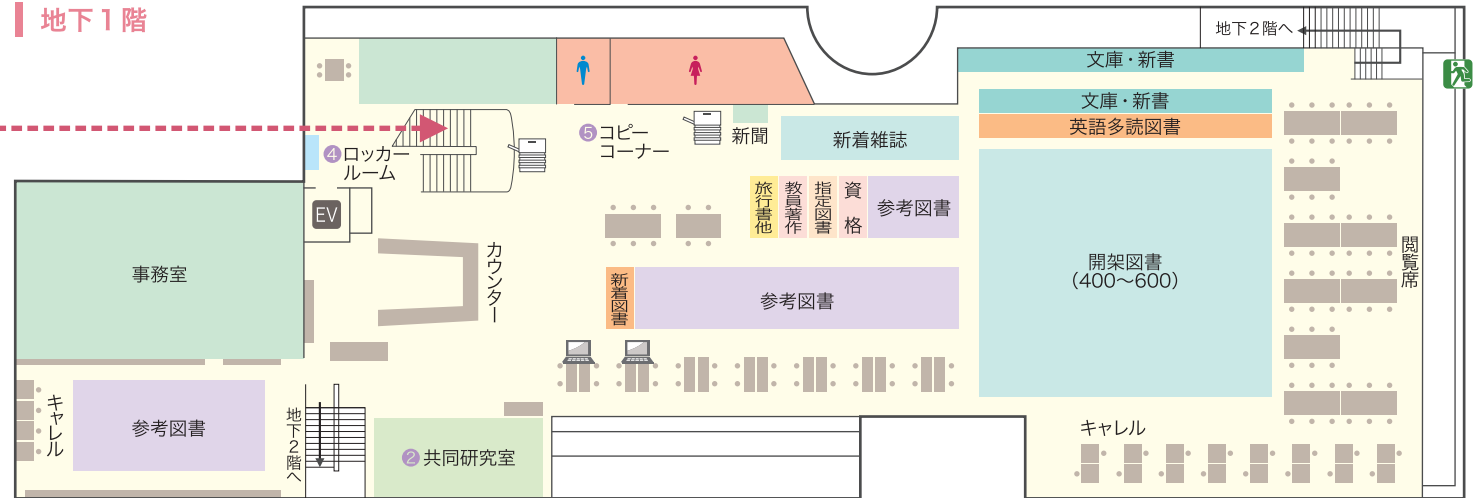 地下１階
地下２階へ
文庫・新書
文庫・新書
英語多読図書
❺コピー
コーナー
新聞
新着雑誌
❹ロッカー
ルーム
EV
旅行書他
教員著作
指定図書
資格
参考図書
開架図書
(400〜600)
閲覧席
事務室
カウンター
新着図書
参考図書
キャレル
参考図書
地下２階へ
❷共同研究室
キャレル